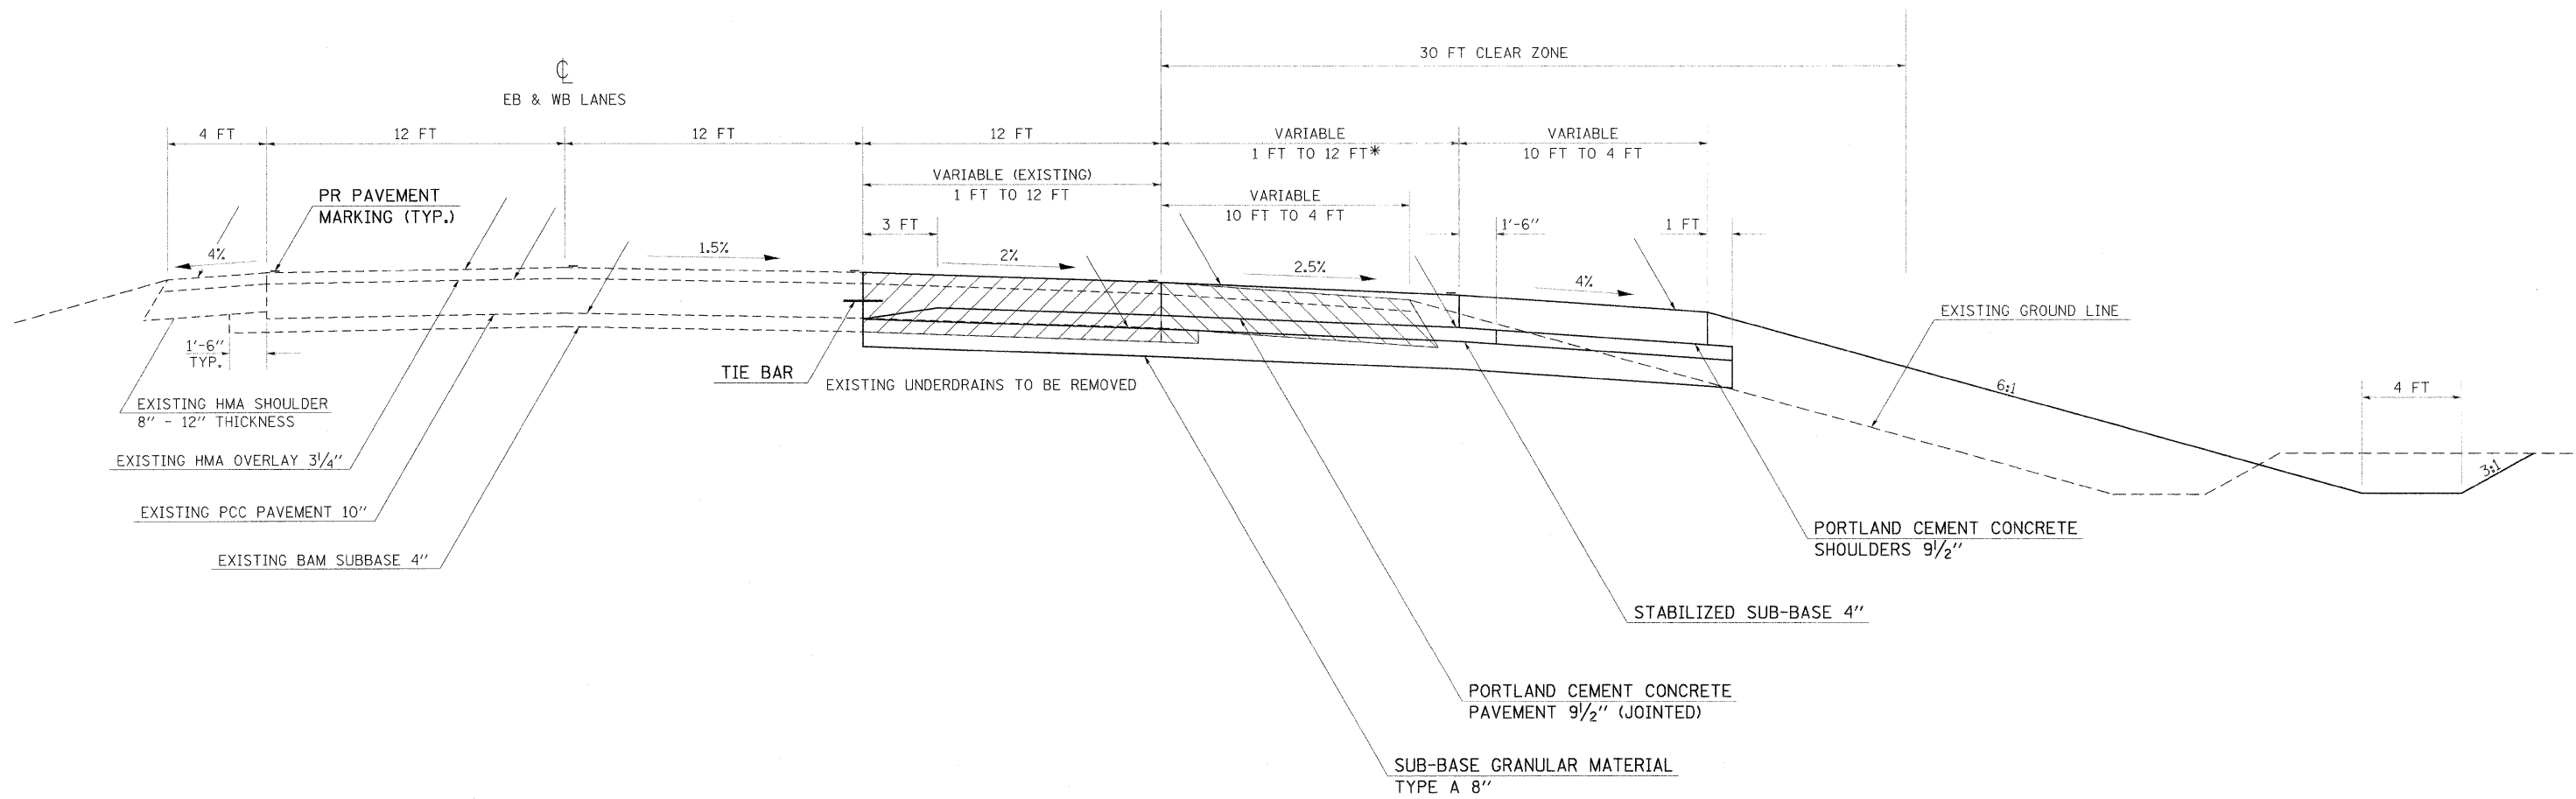 30 FT CLEAR ZONE
℄
EB & WB LANES
4 FT
12 FT
12 FT
12 FT
VARIABLE
1 FT TO 12 FT*
VARIABLE
10 FT TO 4 FT
VARIABLE (EXISTING)
1 FT TO 12 FT
VARIABLE
10 FT TO 4 FT
PR PAVEMENT
MARKING (TYP.)
3 FT
1'-6"
1 FT
4%
1.5%
2%
2.5%
4%
EXISTING GROUND LINE
1'-6"
TYP.
TIE BAR
EXISTING UNDERDRAINS TO BE REMOVED
6:1
4 FT
EXISTING HMA SHOULDER
8" - 12" THICKNESS
EXISTING HMA OVERLAY 3 1/4"
3:1
EXISTING PCC PAVEMENT 10"
PORTLAND CEMENT CONCRETE
SHOULDERS 9 1/2"
EXISTING BAM SUBBASE 4"
STABILIZED SUB-BASE 4"
PORTLAND CEMENT CONCRETE
PAVEMENT 9 1/2" (JOINTED)
SUB-BASE GRANULAR MATERIAL
TYPE A 8"